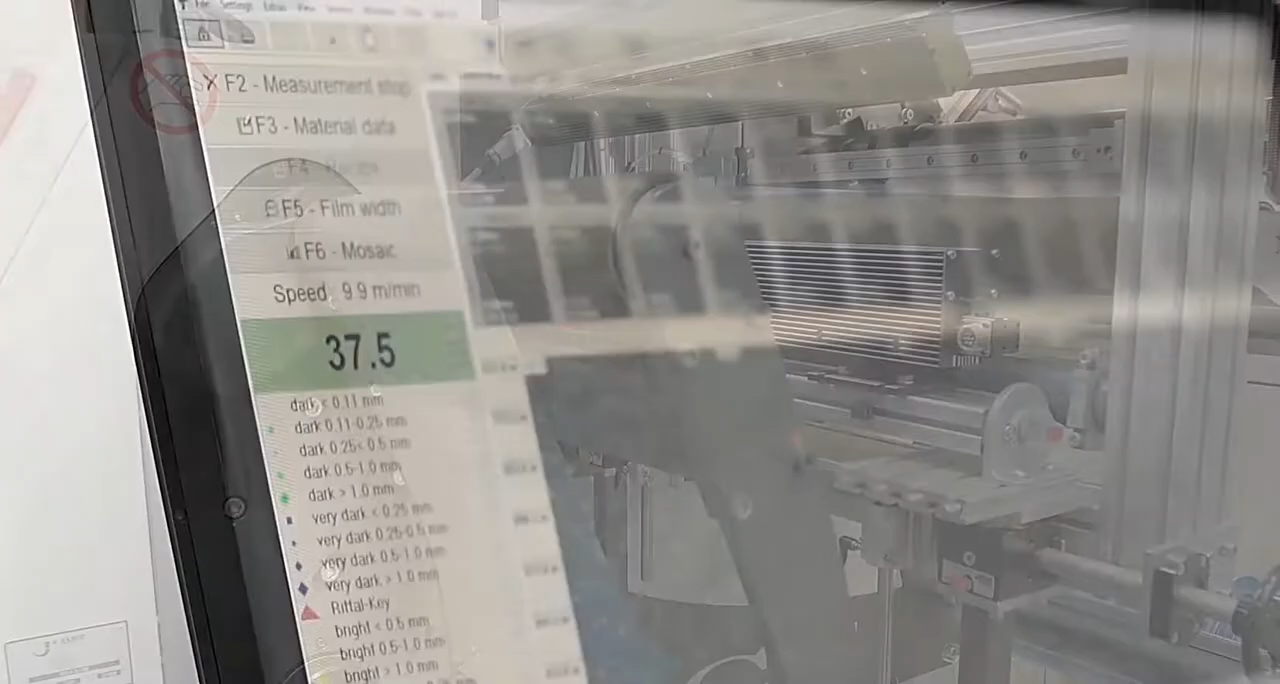 Settings
F2 - Measurement stop
F3 - Material data
F4 -
F5 - Film width
F6 - Mosaic
Speed: 9.9 m/min
37.5
dark < 0.11 mm
dark 0.11-0.25 mm
dark 0.25< 0.5 mm
dark 0.5-1.0 mm
dark > 1.0 mm
very dark < 0.25 mm
very dark 0.25-0.5 mm
very dark 0.5-1.0 mm
very dark > 1.0 mm
Rittal-Key
bright < 0.5 mm
bright 0.5-1.0 mm
bright > 1.0 mm